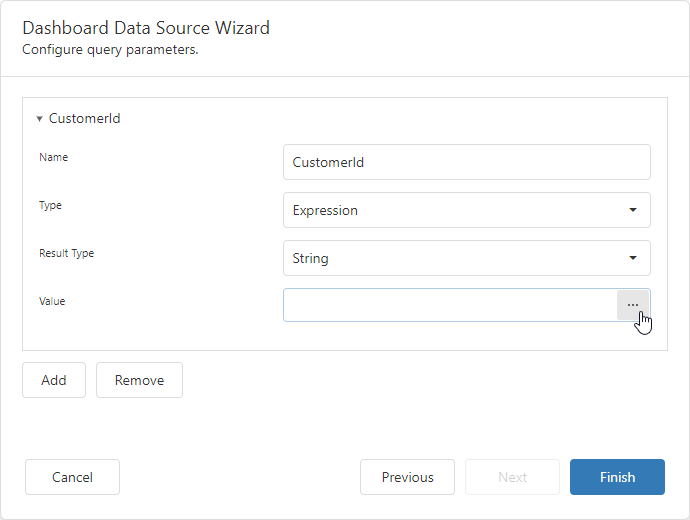 Dashboard Data Source Wizard
Configure query parameters.
CustomerId
Name
CustomerId
Type
Expression
Result Type
String
Value
...
Add
Remove
Cancel
Previous
Next
Finish